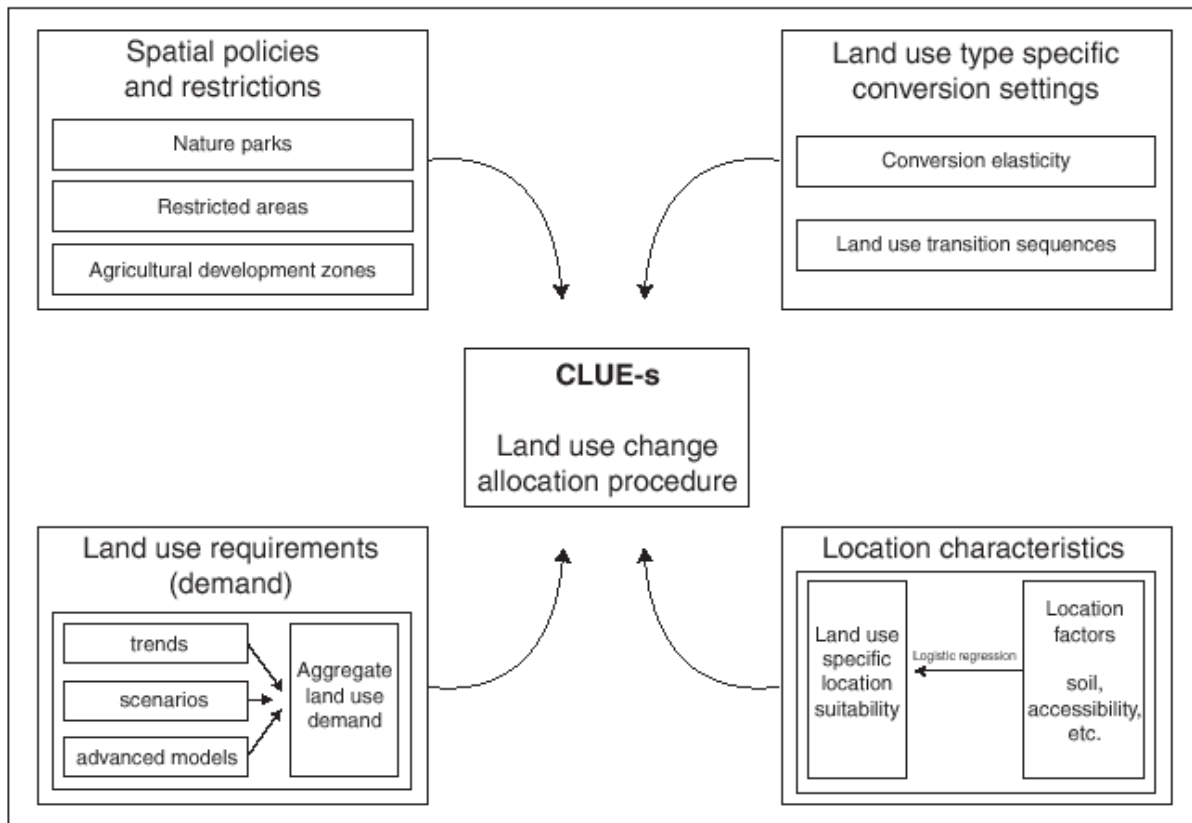 Spatial policies
and restrictions
Nature parks
Restricted areas
Agricultural development zones
Land use type specific
conversion settings
Conversion elasticity
Land use transition sequences
CLUE-s
Land use change
allocation procedure
Land use requirements
(demand)
trends
scenarios
advanced models
Aggregate
land use
demand
Location characteristics
Land use
specific
location
suitability
Logistic regression
Location
factors
soil,
accessibility,
etc.